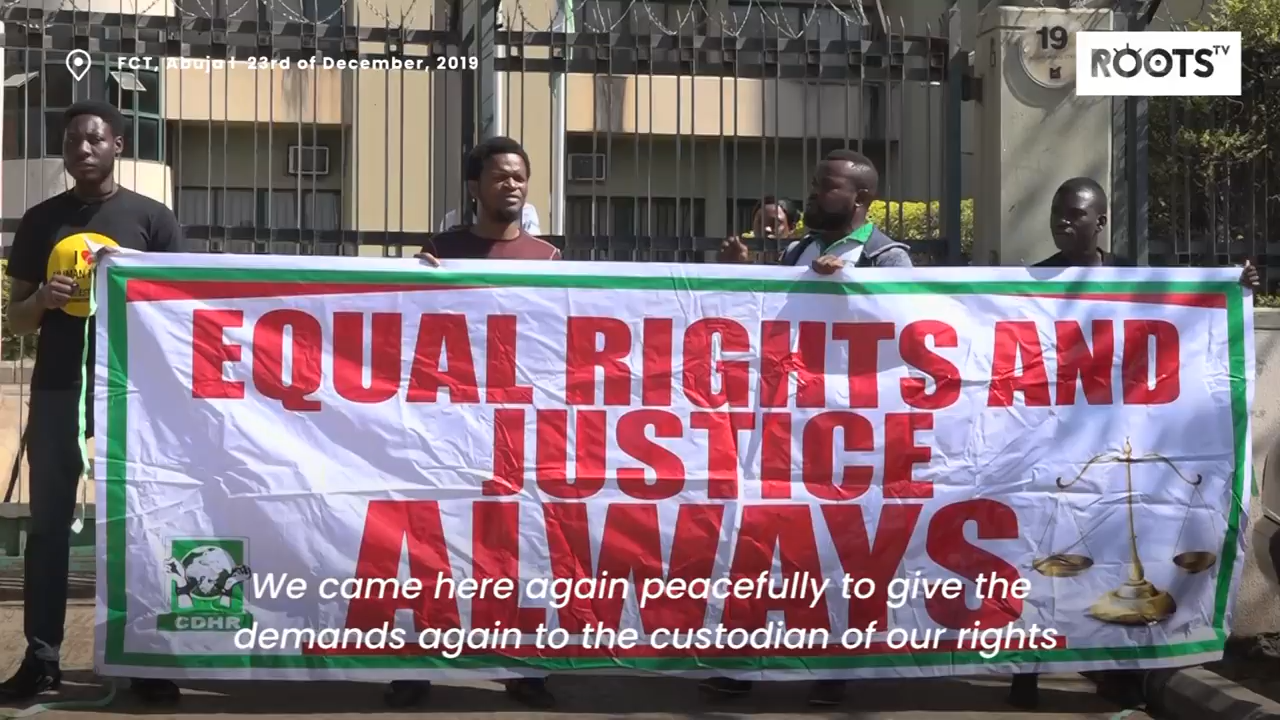 FCT, Abuja | 23rd of December, 2019
19
ROOTS TV
I
EQUAL RIGHTS AND
JUSTICE
ALWAYS
CDHR
We came here again peacefully to give the
demands again to the custodian of our rights